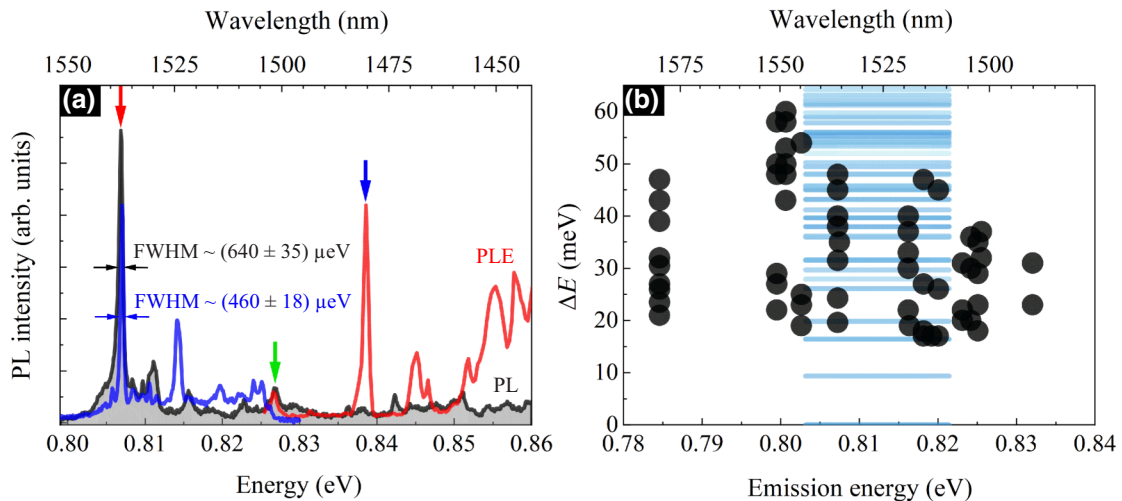 Wavelength (nm)
1550 1525 1500 1475 1450
(a)
PL intensity (arb. units)
FWHM ~ (640 ± 35) µeV
FWHM ~ (460 ± 18) µeV
PLE
PL
0.80 0.81 0.82 0.83 0.84 0.85 0.86
Energy (eV)
Wavelength (nm)
1575 1550 1525 1500
(b)
ΔE (meV)
60
50
40
30
20
10
0
0.78 0.79 0.80 0.81 0.82 0.83 0.84
Emission energy (eV)